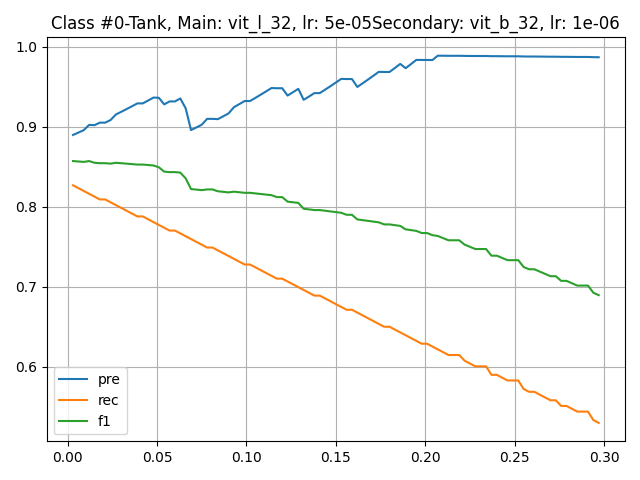 Class #0-Tank, Main: vit_l_32, lr: 5e-05Secondary: vit_b_32, lr: 1e-06
1.0
0.9
0.8
0.7
0.6
pre
rec
f1
0.00 0.05 0.10 0.15 0.20 0.25 0.30